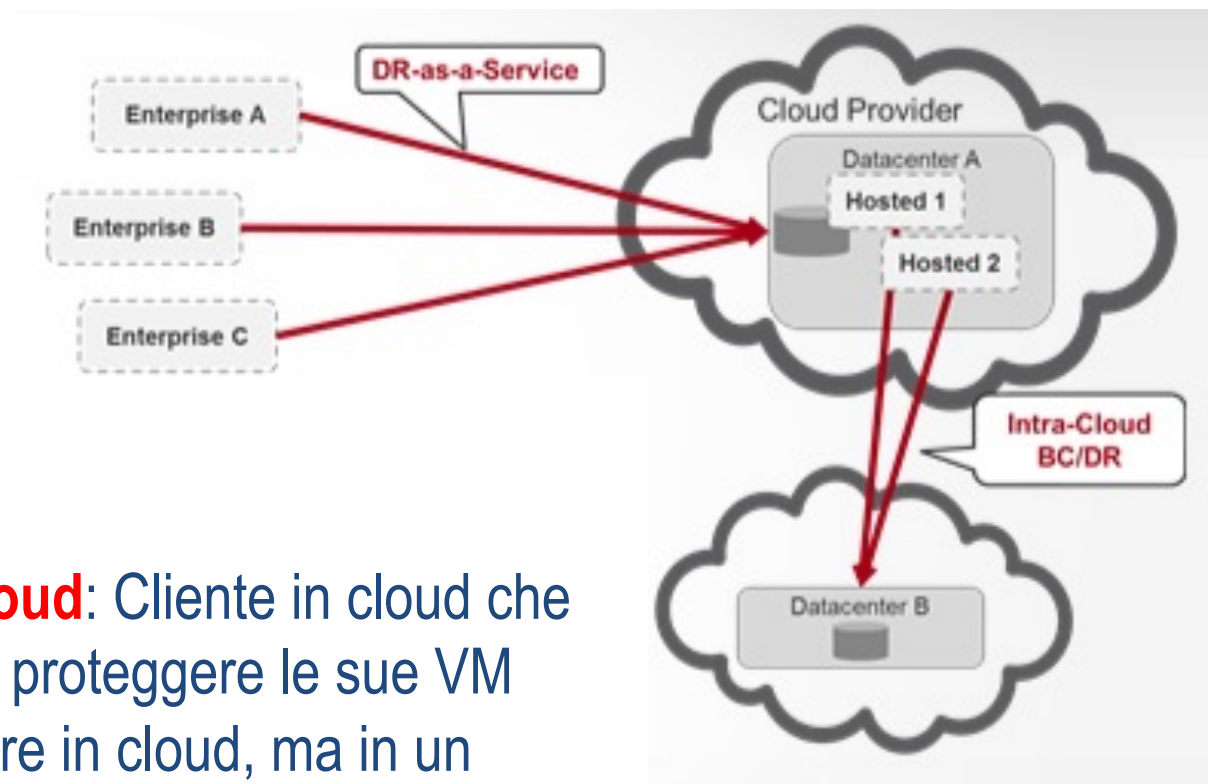 DR-as-a-Service
Enterprise A
Cloud Provider
Datacenter A
Hosted 1
Enterprise B
Hosted 2
Enterprise C
Intra-Cloud
BC/DR
oud: Cliente in cloud che
proteggere le sue VM
re in cloud, ma in un
Datacenter B